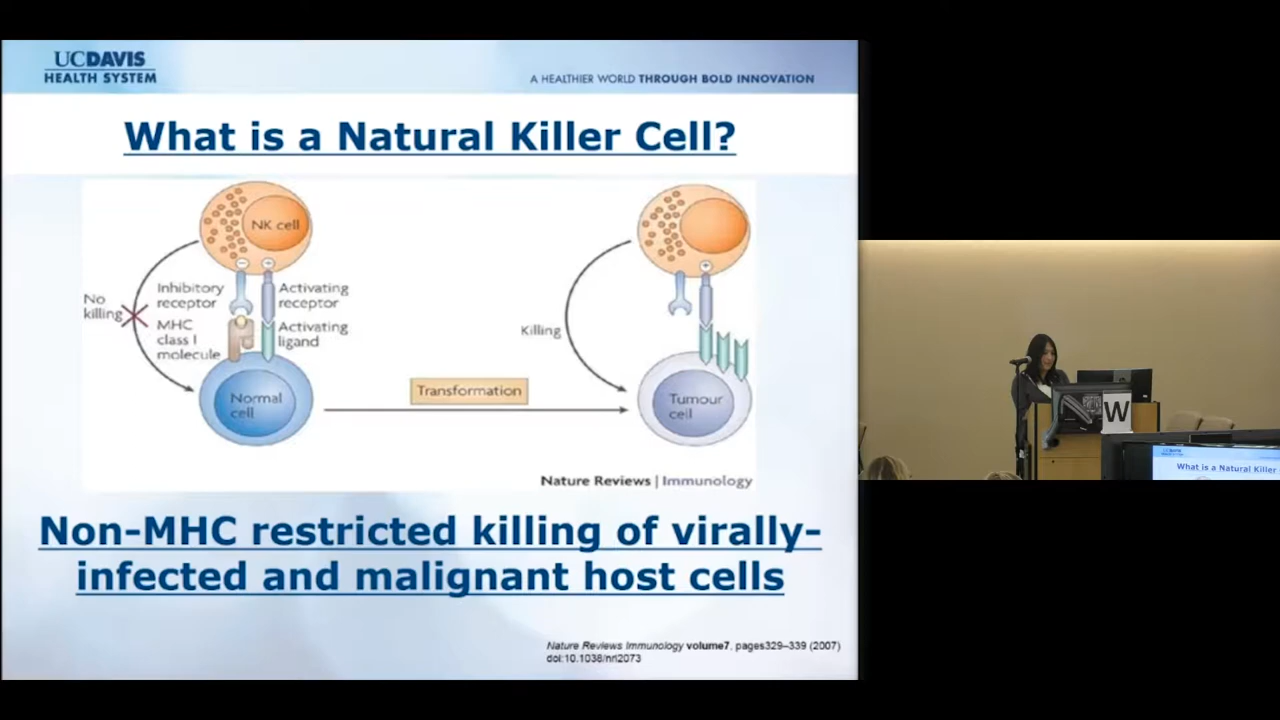 UCDAVIS
HEALTH SYSTEM
A HEALTHIER WORLD THROUGH BOLD INNOVATION
What is a Natural Killer Cell?
NK cell
No
killing
Inhibitory
receptor
Activating
receptor
MHC
class I
molecule
Activating
ligand
Normal
cell
Transformation
Killing
Tumour
cell
Nature Reviews | Immunology
Non-MHC restricted killing of virally-
infected and malignant host cells
Nature Reviews Immunology volume7, pages329–339 (2007)
doi:10.1038/nri2073
W
What is a Natural Killer